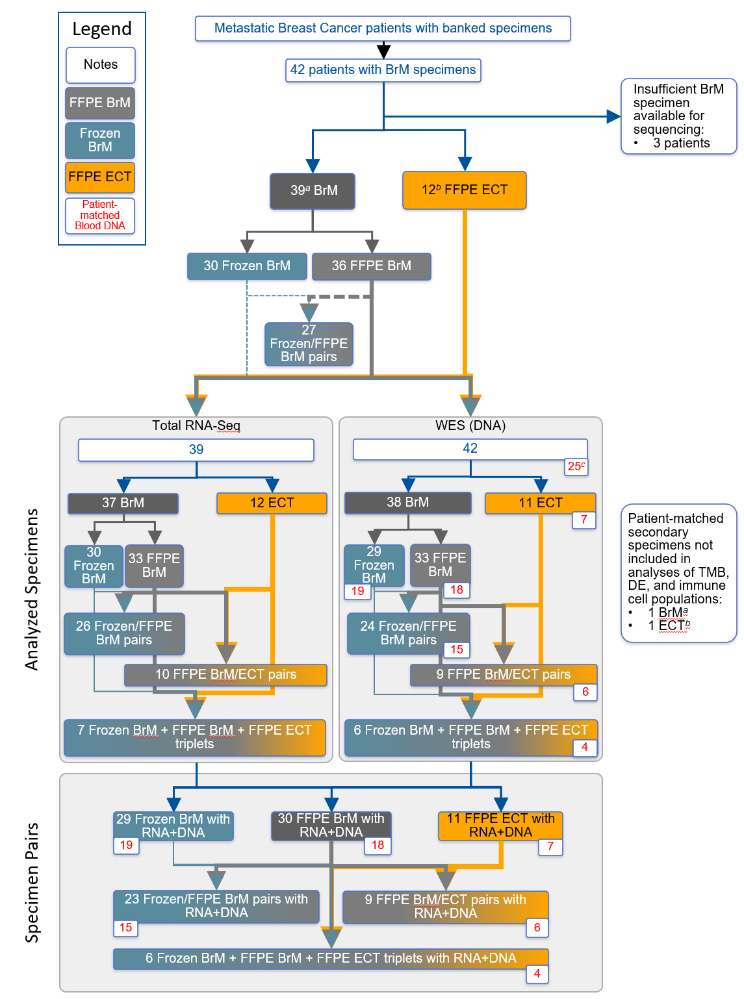 Legend
Notes
FFPE BrM
Frozen
BrM
FFPE ECT
Patient-
matched
Blood DNA
Metastatic Breast Cancer patients with banked specimens
42 patients with BrM specimens
Insufficient BrM
specimen
available for
sequencing:
• 3 patients
39a BrM
12b FFPE ECT
30 Frozen BrM
36 FFPE BrM
27
Frozen/FFPE
BrM pairs
Analyzed Specimens
Total RNA-Seq
39
37 BrM
12 ECT
30
Frozen
BrM
33 FFPE
BrM
26 Frozen/FFPE
BrM pairs
10 FFPE BrM/ECT pairs
7 Frozen BrM + FFPE BrM + FFPE ECT
triplets
WES (DNA)
42
25c
38 BrM
11 ECT
7
29
Frozen
BrM
19
33 FFPE
BrM
18
24 Frozen/FFPE
BrM pairs
15
9 FFPE BrM/ECT pairs
6
6 Frozen BrM + FFPE BrM + FFPE ECT
triplets
4
Patient-matched
secondary
specimens not
included in
analyses of TMB,
DE, and immune
cell populations:
• 1 BrMa
• 1 ECTb
Specimen Pairs
29 Frozen BrM with
RNA+DNA
19
30 FFPE BrM with
RNA+DNA
18
11 FFPE ECT with
RNA+DNA
7
23 Frozen/FFPE BrM pairs with
RNA+DNA
15
9 FFPE BrM/ECT pairs with
RNA+DNA
6
6 Frozen BrM + FFPE BrM + FFPE ECT triplets with RNA+DNA
4